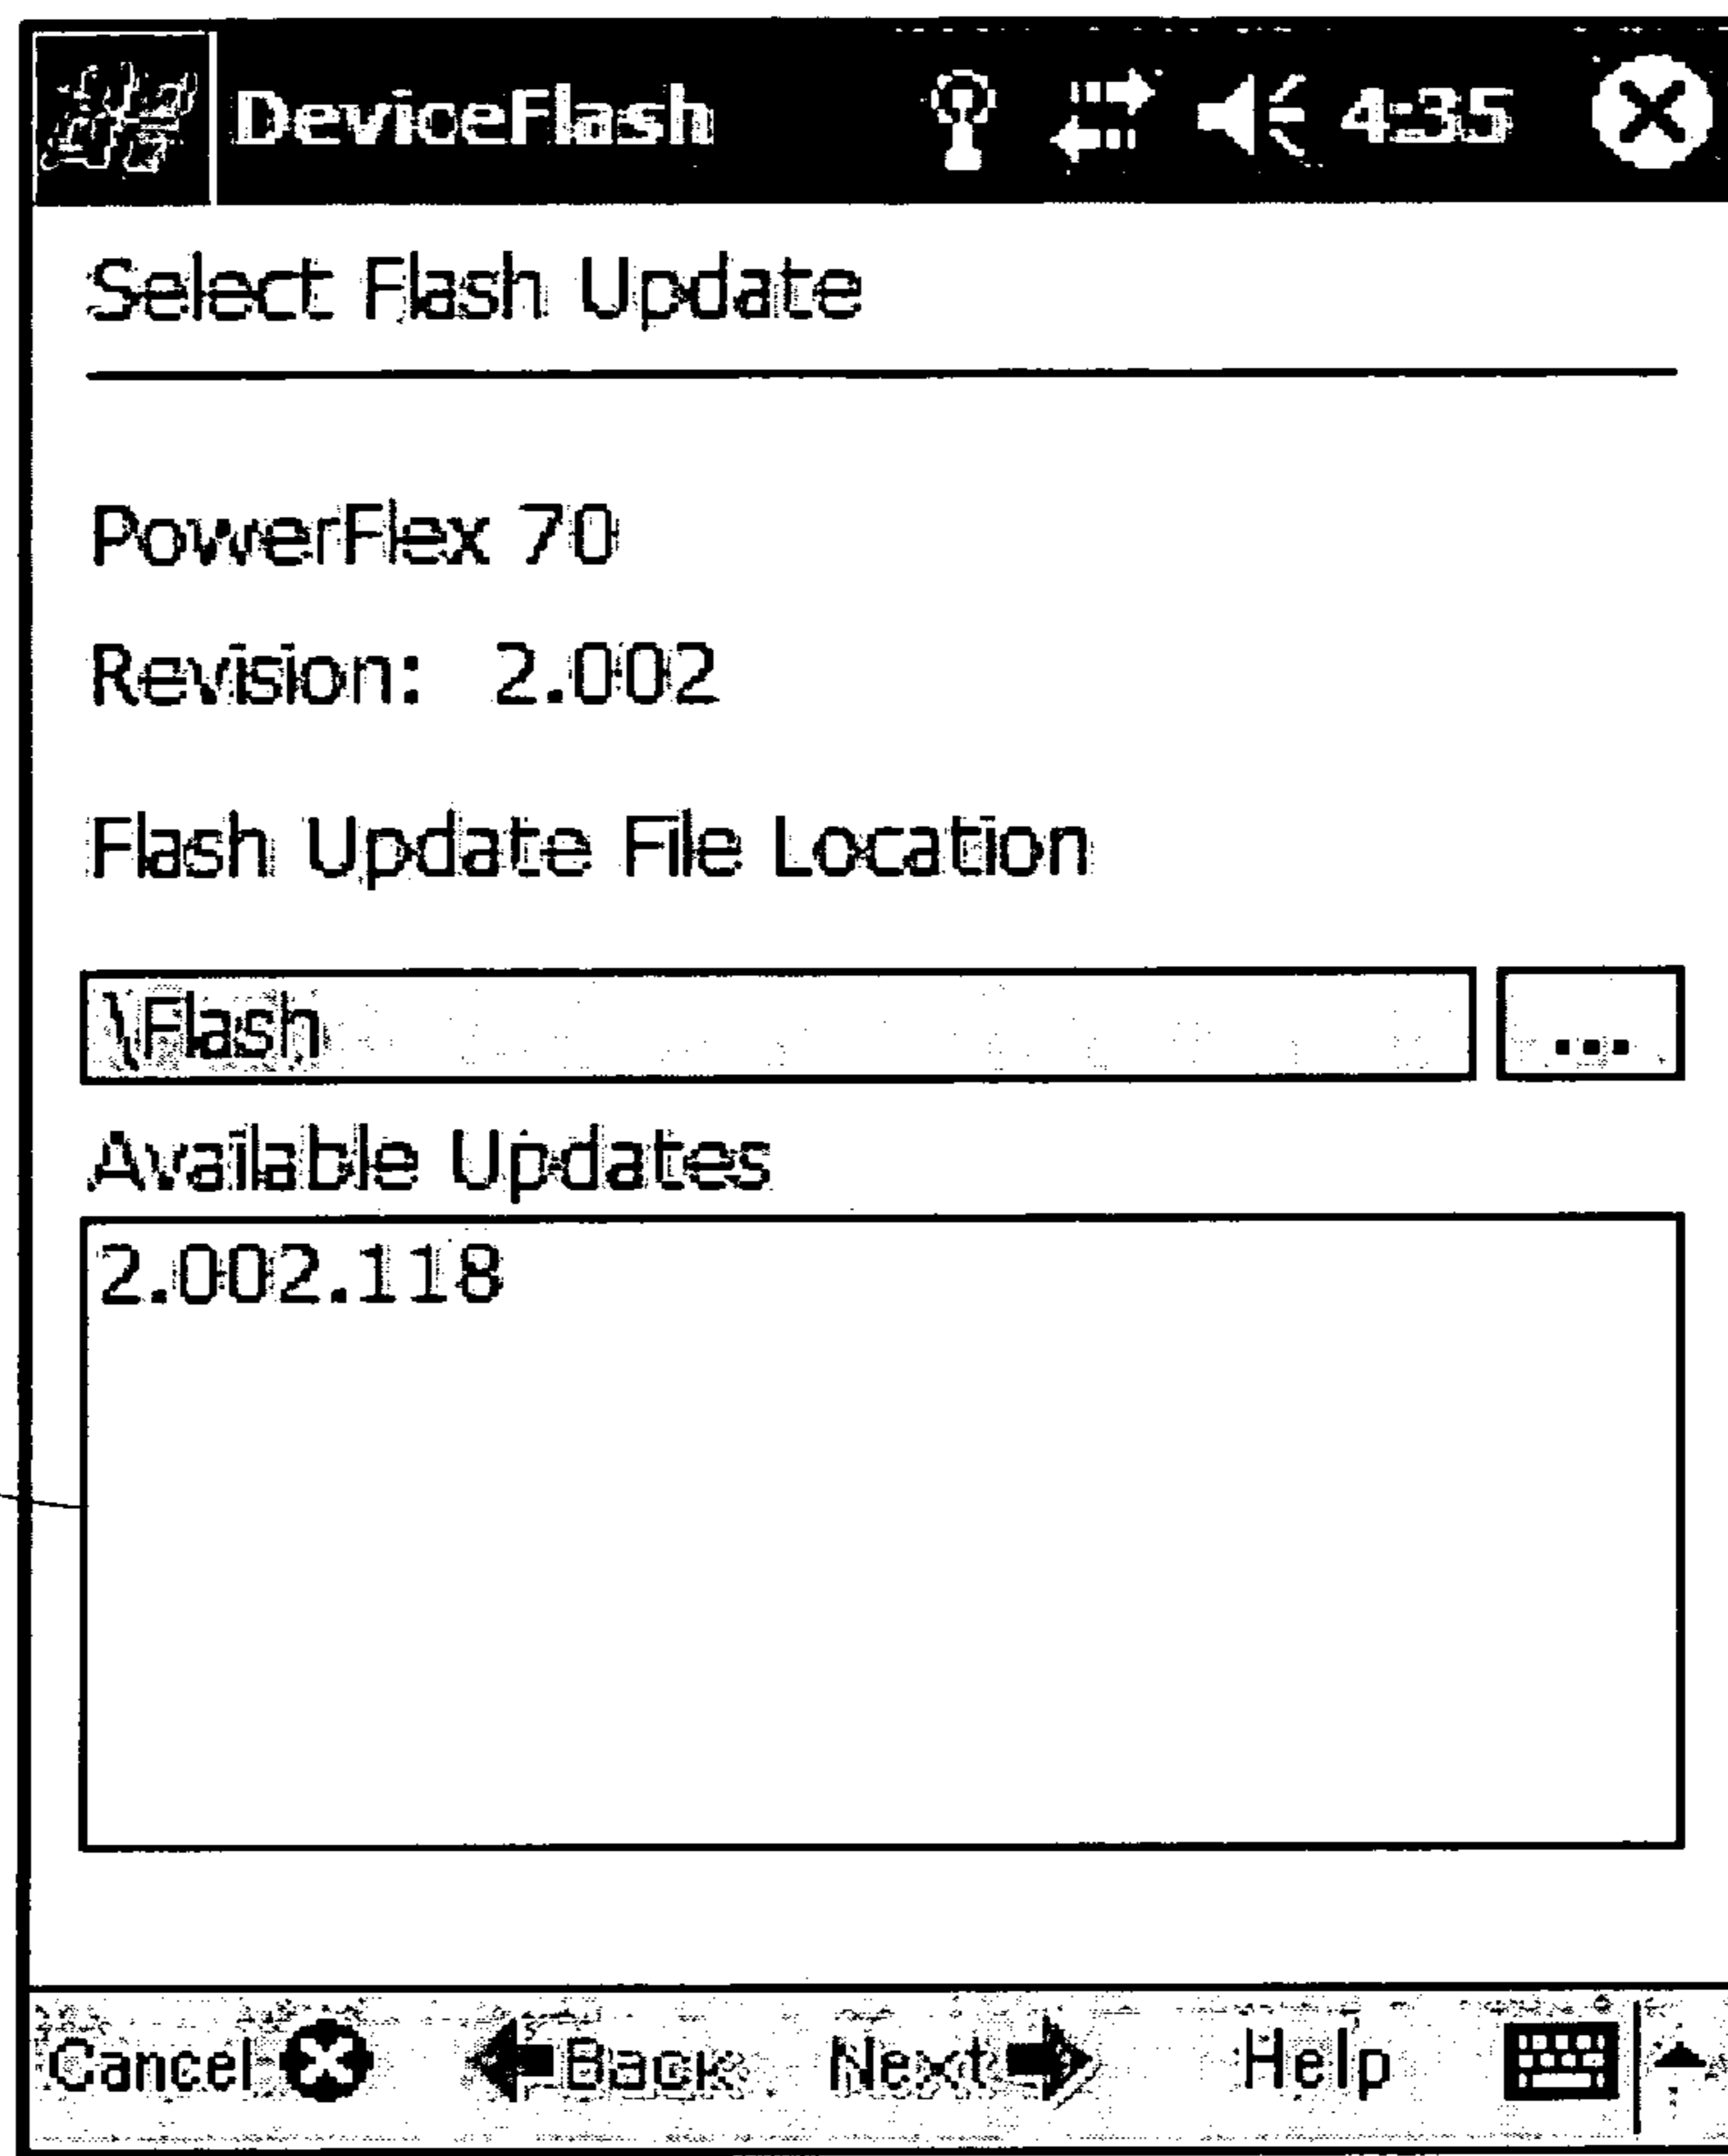 DeviceFlash 4:35
Select Flash Update
PowerFlex 70
Revision: 2.002
Flash Update File Location
\Flash ...
Available Updates
2.002.118
Cancel Back Next Help